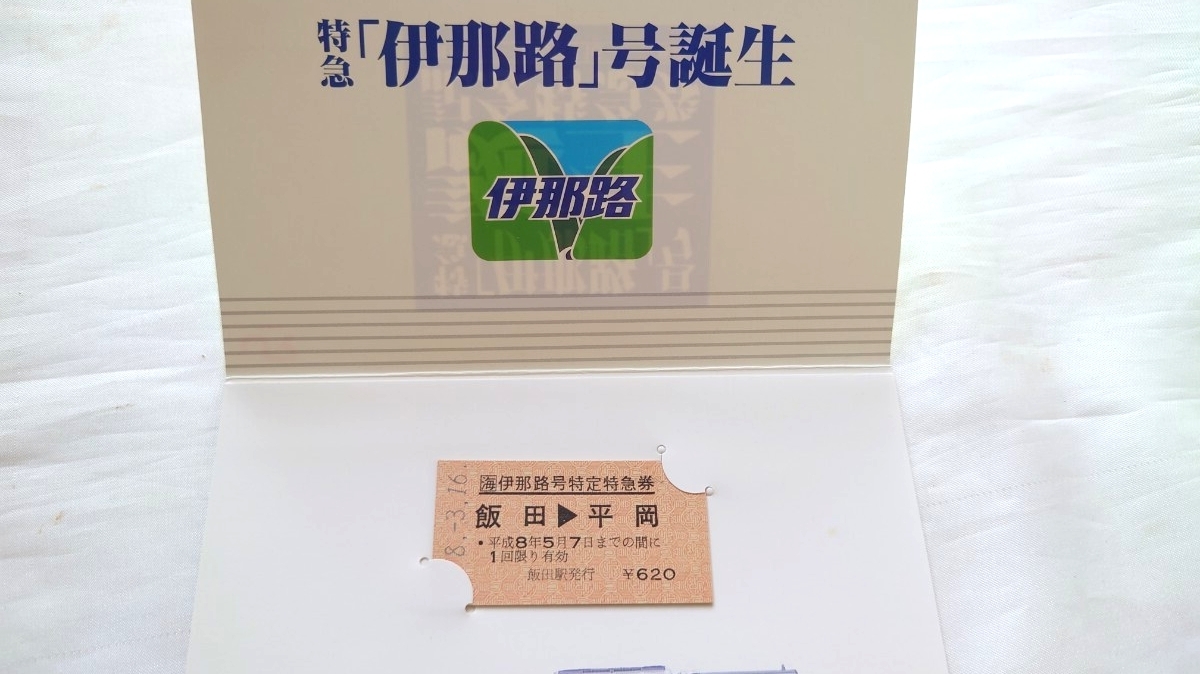 特急「伊那路」号誕生
伊那路
8.-3.16.
海伊那路号特定特急券
飯田▶平岡
・平成8年5月7日までの間に
1回限り有効
飯田駅発行 ￥620